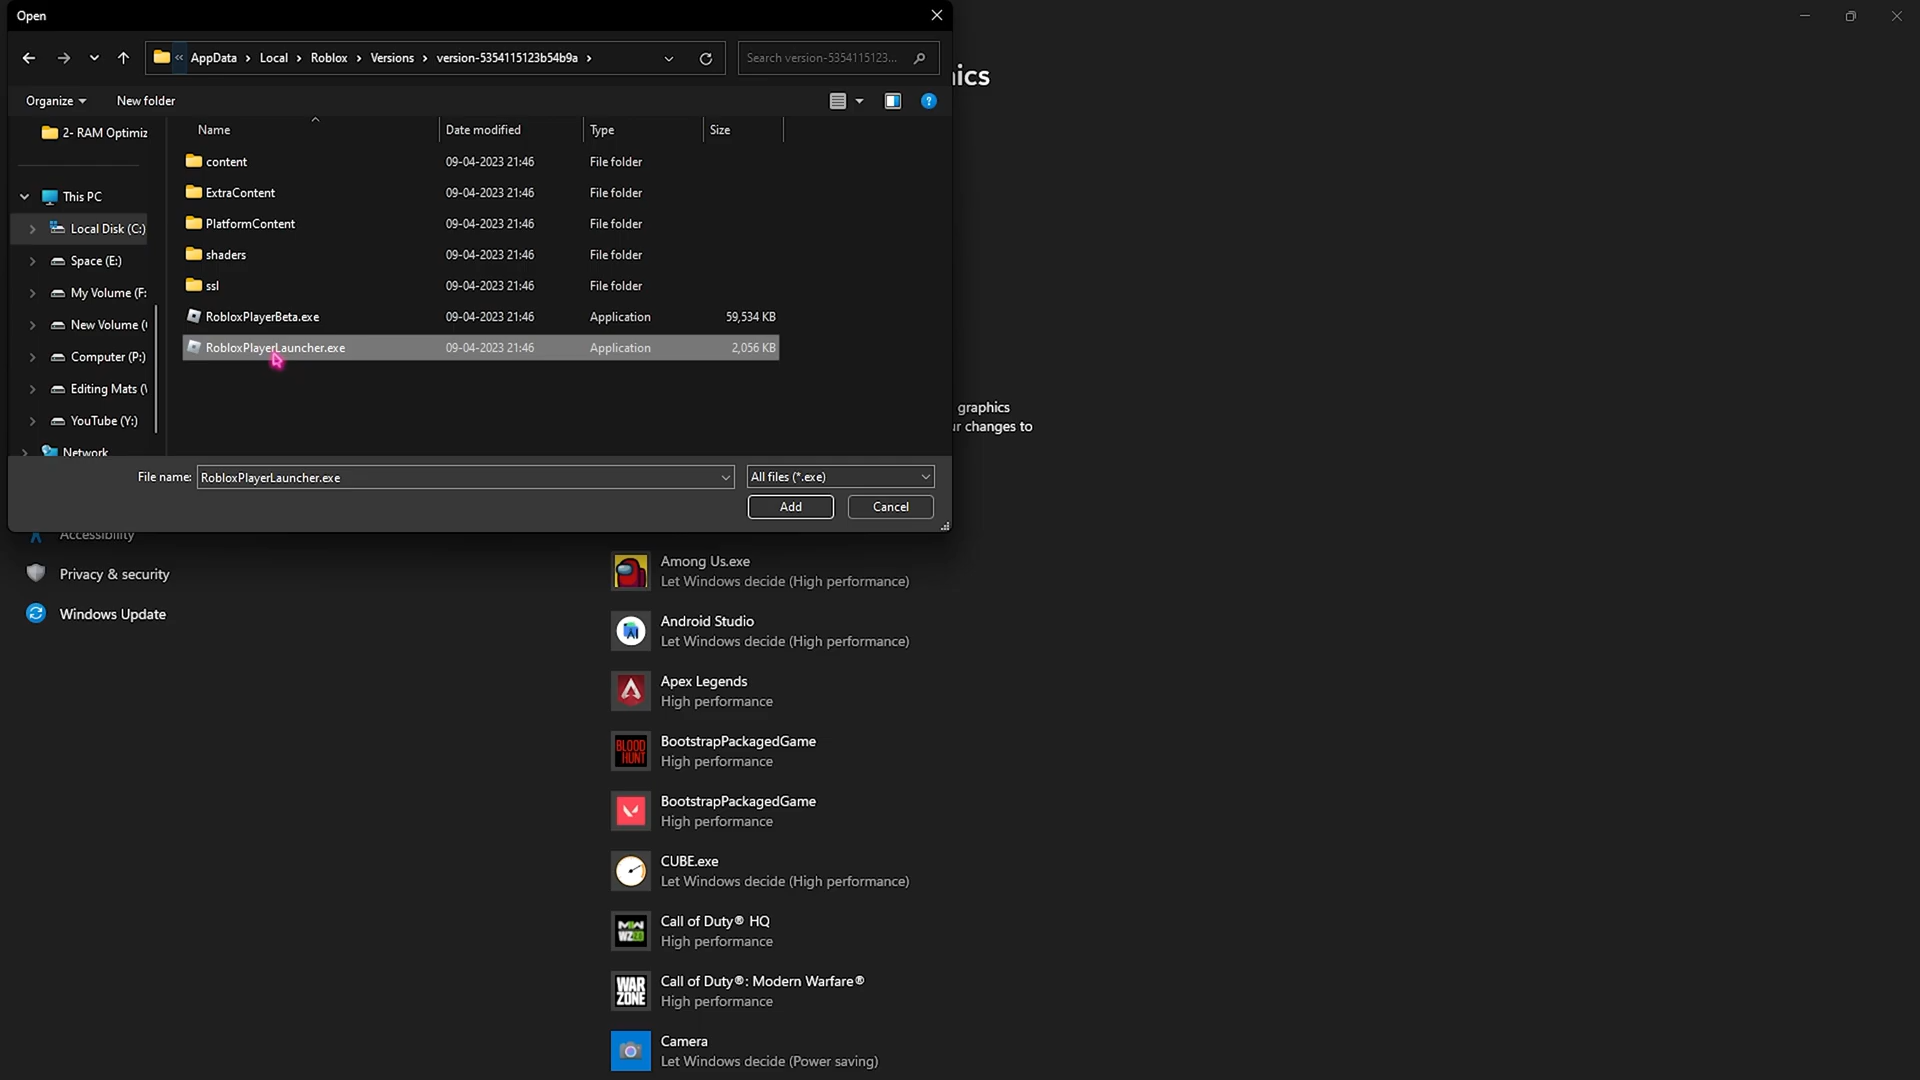 Open
« AppData › Local › Roblox › Versions › version-5354115123b54b9a ›
Search version-5354115123...
ics
Organize
New folder
2- RAM Optimiz
Name
Date modified
Type
Size
content
09-04-2023 21:46
File folder
ExtraContent
09-04-2023 21:46
File folder
This PC
PlatformContent
09-04-2023 21:46
File folder
Local Disk (C:)
shaders
09-04-2023 21:46
File folder
Space (E:)
ssl
09-04-2023 21:46
File folder
My Volume (F:
RobloxPlayerBeta.exe
09-04-2023 21:46
Application
59,534 KB
New Volume (
RobloxPlayerLauncher.exe
09-04-2023 21:46
Application
2,056 KB
Computer (P:)
Editing Mats (
YouTube (Y:)
Network
graphics
ur changes to
File name:
RobloxPlayerLauncher.exe
All files (*.exe)
Add
Cancel
Accessibility
Privacy & security
Windows Update
Among Us.exe
Let Windows decide (High performance)
Android Studio
Let Windows decide (High performance)
Apex Legends
High performance
BLOOD
HUNT
BootstrapPackagedGame
High performance
BootstrapPackagedGame
High performance
CUBE.exe
Let Windows decide (High performance)
MW
WZ2.0
Call of Duty® HQ
High performance
WAR
ZONE
Call of Duty®: Modern Warfare®
High performance
Camera
Let Windows decide (Power saving)